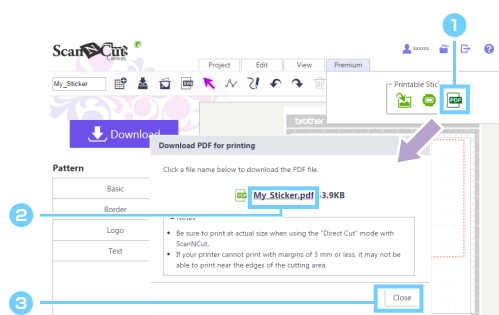 1
ScanNCut
Canvas
xxxxx
Project Edit View Premium
My_Sticker
Printable Stic
PDF
Download
brother
Download PDF for printing
Click a file name below to download the PDF file.
Pattern
Basic
PDF My Sticker.pdf 53.9KB
2
Border
Notes
Logo
• Be sure to print at actual size when using the "Direct Cut" mode with
ScanNCut.
Text
• If your printer cannot print with margins of 3 mm or less, it may not be
able to print near the edges of the cutting area.
3
Close